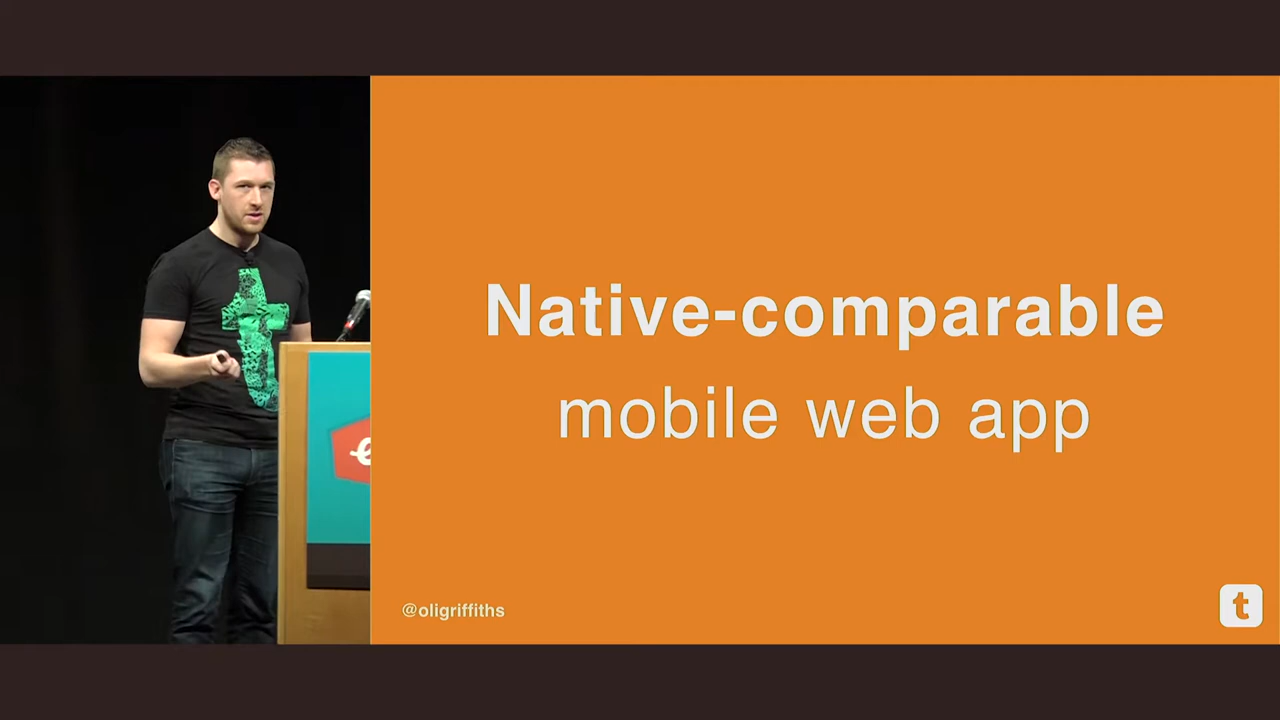 Native-comparable
mobile web app
@oligriffiths
t
t